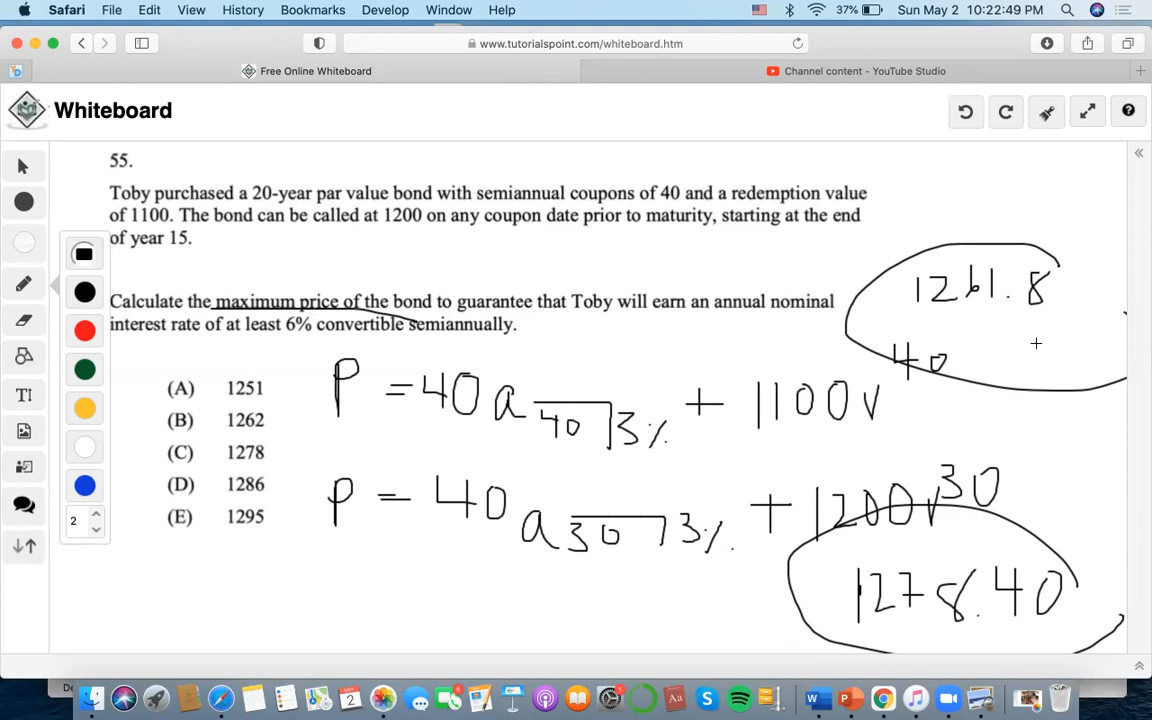 Safari File Edit View History Bookmarks Develop Window Help 37% Sun May 2 10:22:49 PM
www.tutorialspoint.com/whiteboard.htm
Free Online Whiteboard Channel content - YouTube Studio
Whiteboard
55.
Toby purchased a 20-year par value bond with semiannual coupons of 40 and a redemption value
of 1100. The bond can be called at 1200 on any coupon date prior to maturity, starting at the end
of year 15.
1261.8
Calculate the maximum price of the bond to guarantee that Toby will earn an annual nominal
interest rate of at least 6% convertible semiannually.
(A) 1251
(B) 1262
(C) 1278
(D) 1286
(E) 1295
P = 40 a 40 3% + 1100 v 40
P = 40 a 30 3% + 1200 v 30
1278.40
2